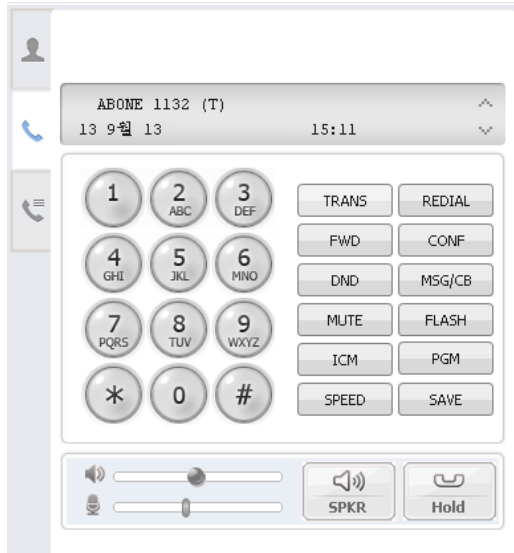 ABONE 1132 (T)
13 9월 13 15:11
1 2 3 TRANS REDIAL
ABC DEF
FWD CONF
4 5 6
GHI JKL MNO
DND MSG/CB
7 8 9 MUTE FLASH
PQRS TUV WXYZ
ICM PGM
* 0 # SPEED SAVE
SPKR Hold